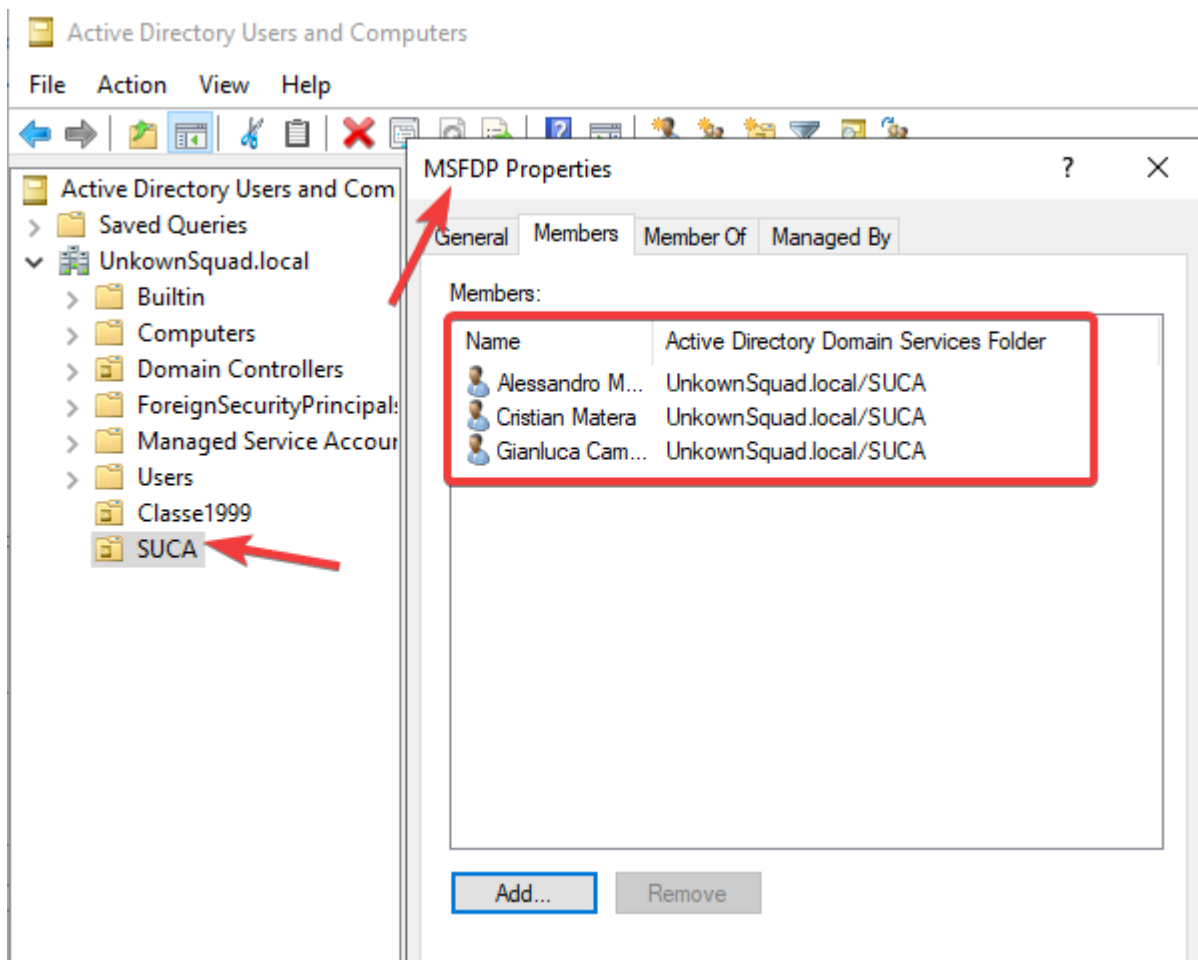 Active Directory Users and Computers
File Action View Help
MSFDP Properties
Active Directory Users and Com
Saved Queries
UnkownSquad.local
Builtin
Computers
Domain Controllers
ForeignSecurityPrincipals
Managed Service Accour
Users
Classe1999
SUCA
General Members Member Of Managed By
Members:
Name Active Directory Domain Services Folder
Alessandro M... UnkownSquad.local/SUCA
Cristian Matera UnkownSquad.local/SUCA
Gianluca Cam... UnkownSquad.local/SUCA
Add... Remove